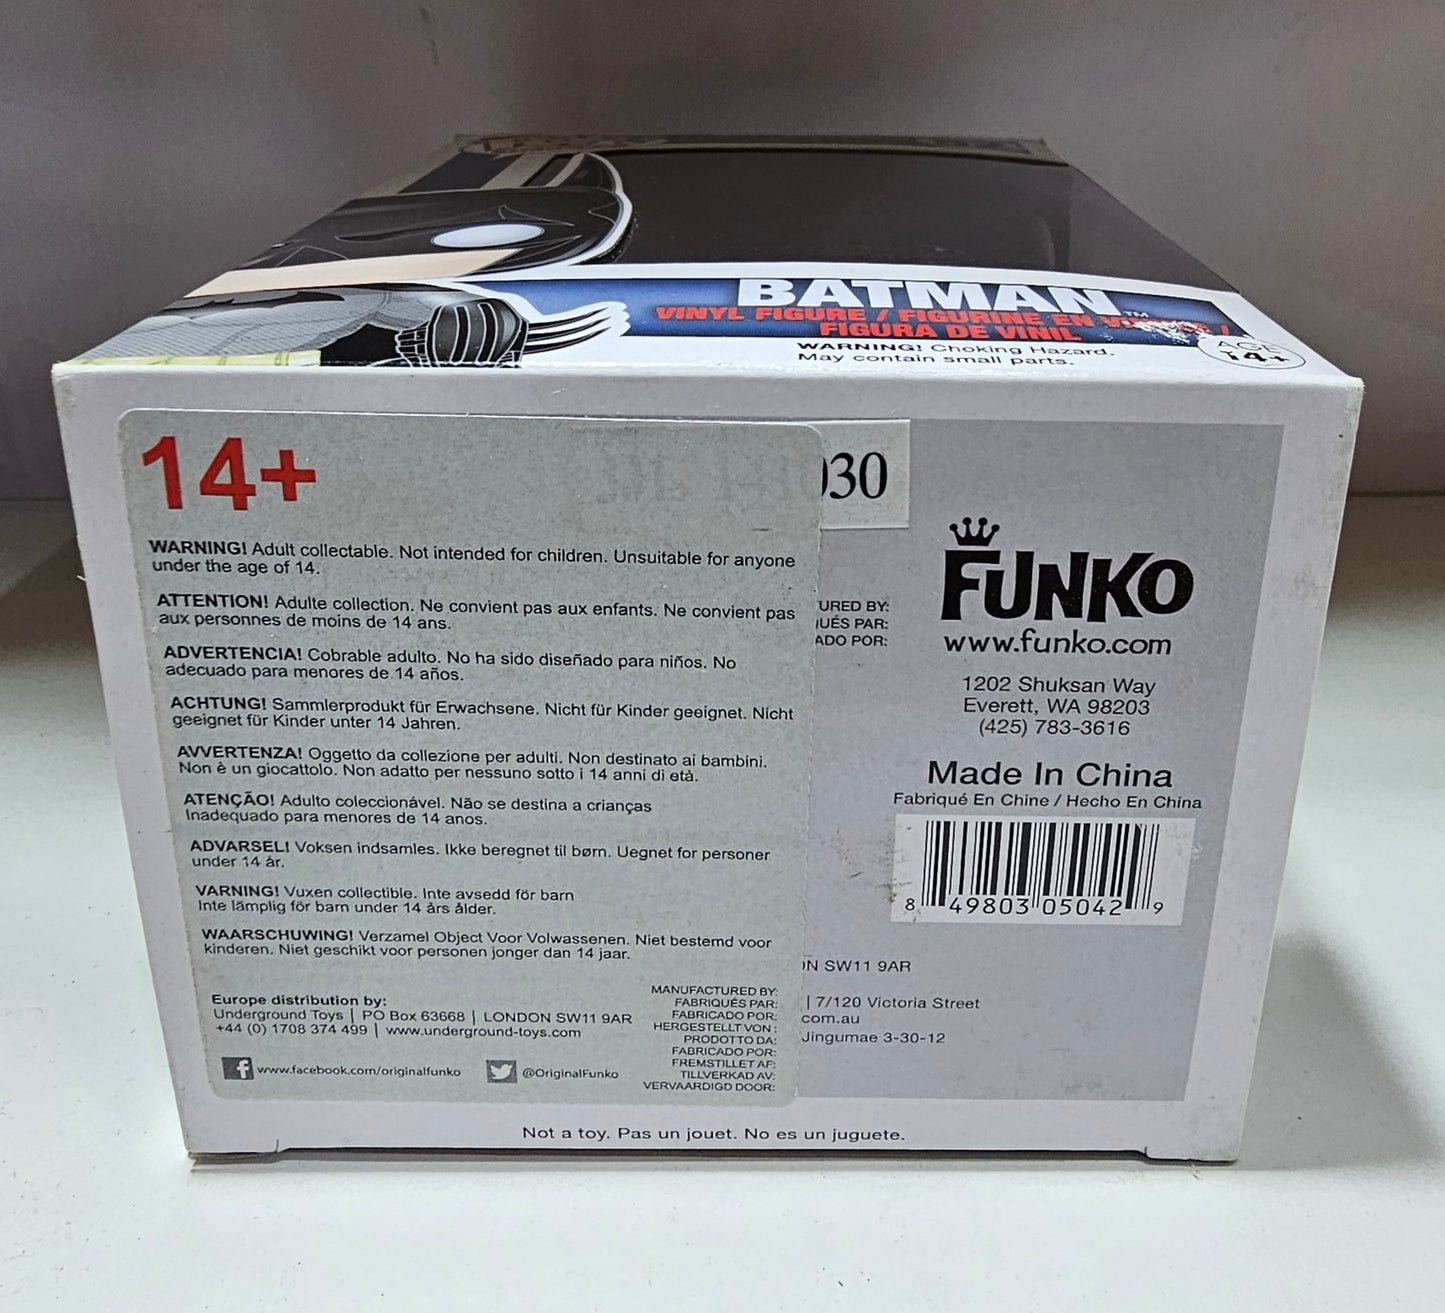 BATMAN™
VINYL FIGURE / FIGURINE EN
FIGURA DE VINIL
WARNING! Choking Hazard.
May contain small parts.
AGE
14+
14+
030
WARNING! Adult collectable. Not intended for children. Unsuitable for anyone
under the age of 14.
ATTENTION! Adulte collection. Ne convient pas aux enfants. Ne convient pas
aux personnes de moins de 14 ans.
ADVERTENCIA! Cobrable adulto. No ha sido diseñado para niños. No
adecuado para menores de 14 años.
ACHTUNG! Sammlerprodukt für Erwachsene. Nicht für Kinder geeignet. Nicht
geeignet für Kinder unter 14 Jahren.
AVVERTENZA! Oggetto da collezione per adulti. Non destinato ai bambini.
Non è un giocattolo. Non adatto per nessuno sotto i 14 anni di età.
ATENÇÃO! Adulto coleccionável. Não se destina a crianças
Inadequado para menores de 14 anos.
ADVARSEL! Voksen indsamles. Ikke beregnet til børn. Uegnet for personer
under 14 år.
VARNING! Vuxen collectible. Inte avsedd för barn
Inte lämplig för barn under 14 års ålder.
WAARSCHUWING! Verzamel Object Voor Volwassenen. Niet bestemd voor
kinderen. Niet geschikt voor personen jonger dan 14 jaar.
Europe distribution by:
Underground Toys | PO Box 63668 | LONDON SW11 9AR
+44 (0) 1708 374 499 | www.underground-toys.com
www.facebook.com/originalfunko
@OriginalFunko
MANUFACTURED BY:
FABRIQUÉS PAR:
FABRICADO POR:
HERGESTELLT VON :
PRODOTTO DA:
FABRICADO POR:
FREMSTILLET AF:
TILLVERKAD AV:
VERVAARDIGD DOOR:
URED BY:
UÉS PAR:
ADO POR:
FUNKO
www.funko.com
1202 Shuksan Way
Everett, WA 98203
(425) 783-3616
Made In China
Fabriqué En Chine / Hecho En China
8 49803 05042 9
N SW11 9AR
| 7/120 Victoria Street
com.au
Jingumae 3-30-12
Not a toy. Pas un jouet. No es un juguete.